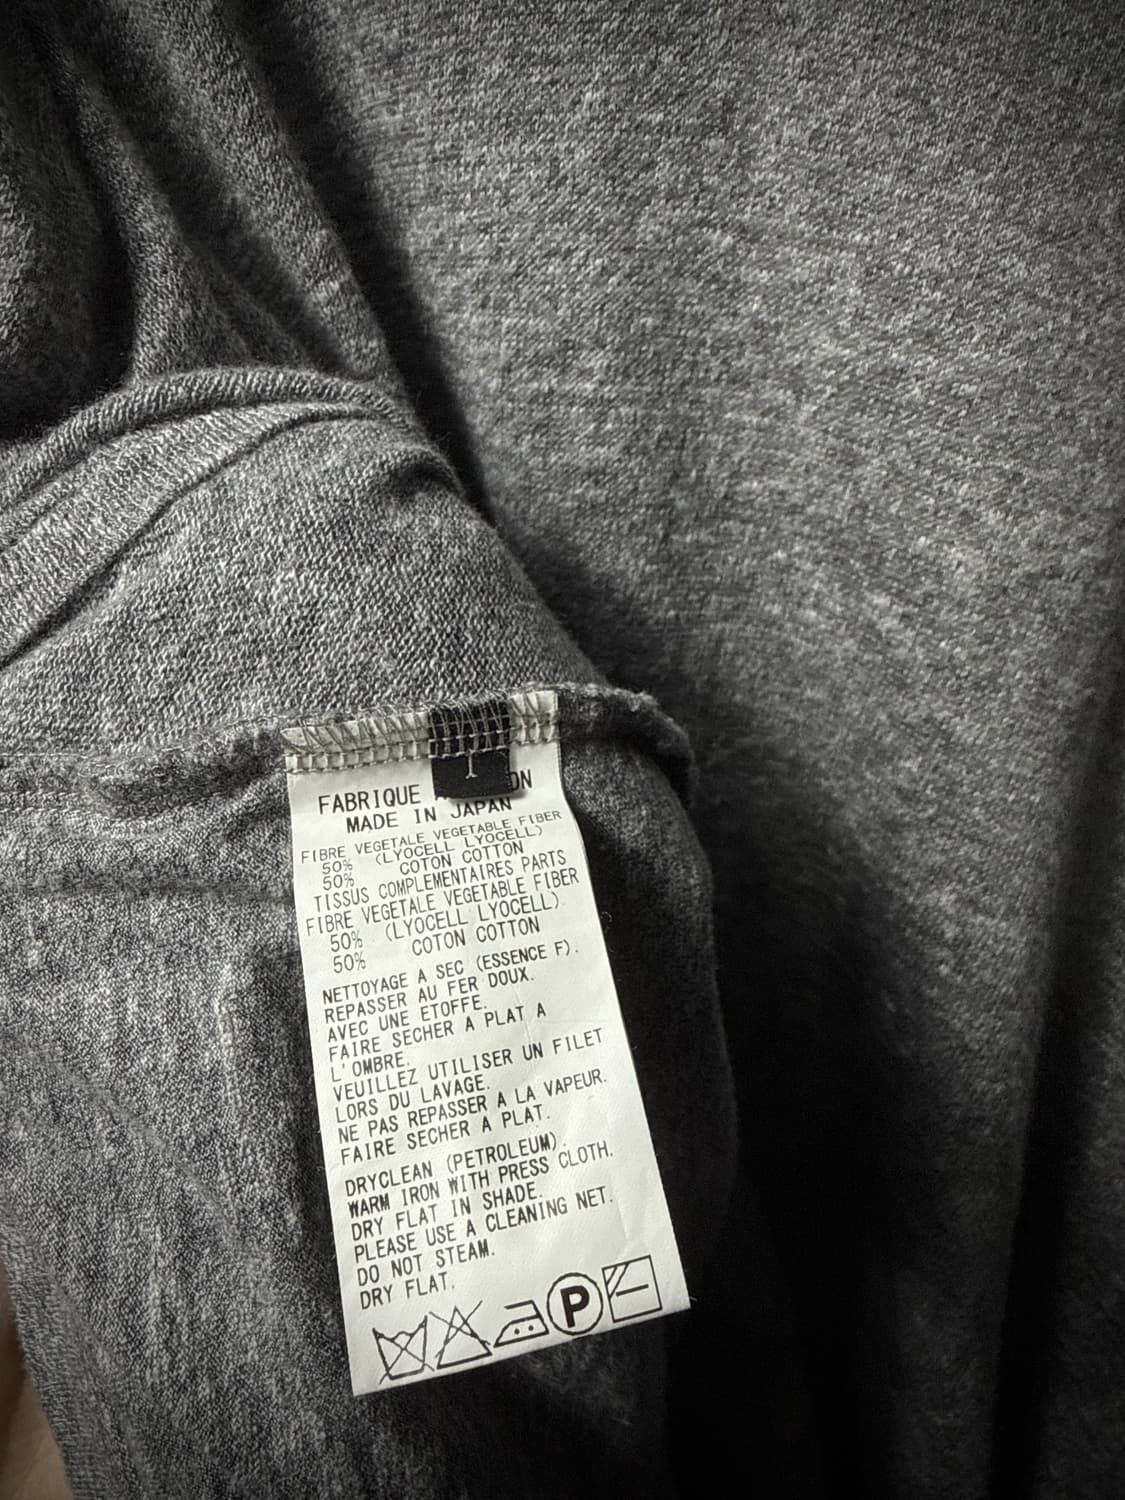 1
FABRIQUE ON
MADE IN JAPAN
FIBRE VEGETALE VEGETABLE FIBER
50% (LYOCELL LYOCELL)
50% COTON COTTON
TISSUS COMPLEMENTAIRES PARTS
FIBRE VEGETALE VEGETABLE FIBER
50% (LYOCELL LYOCELL)
50% COTON COTTON
NETTOYAGE A SEC (ESSENCE F).
REPASSER AU FER DOUX.
AVEC UNE ETOFFE.
FAIRE SECHER A PLAT A
L'OMBRE.
VEUILLEZ UTILISER UN FILET
LORS DU LAVAGE.
NE PAS REPASSER A LA VAPEUR.
FAIRE SECHER A PLAT.
DRYCLEAN (PETROLEUM).
WARM IRON WITH PRESS CLOTH.
DRY FLAT IN SHADE.
PLEASE USE A CLEANING NET.
DO NOT STEAM.
DRY FLAT.
P